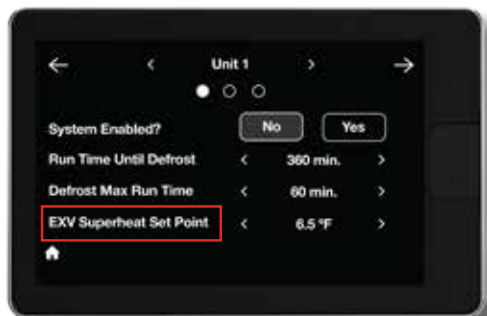 Unit 1
System Enabled? No Yes
Run Time Until Defrost 360 min.
Defrost Max Run Time 60 min.
EXV Superheat Set Point 6.5 °F